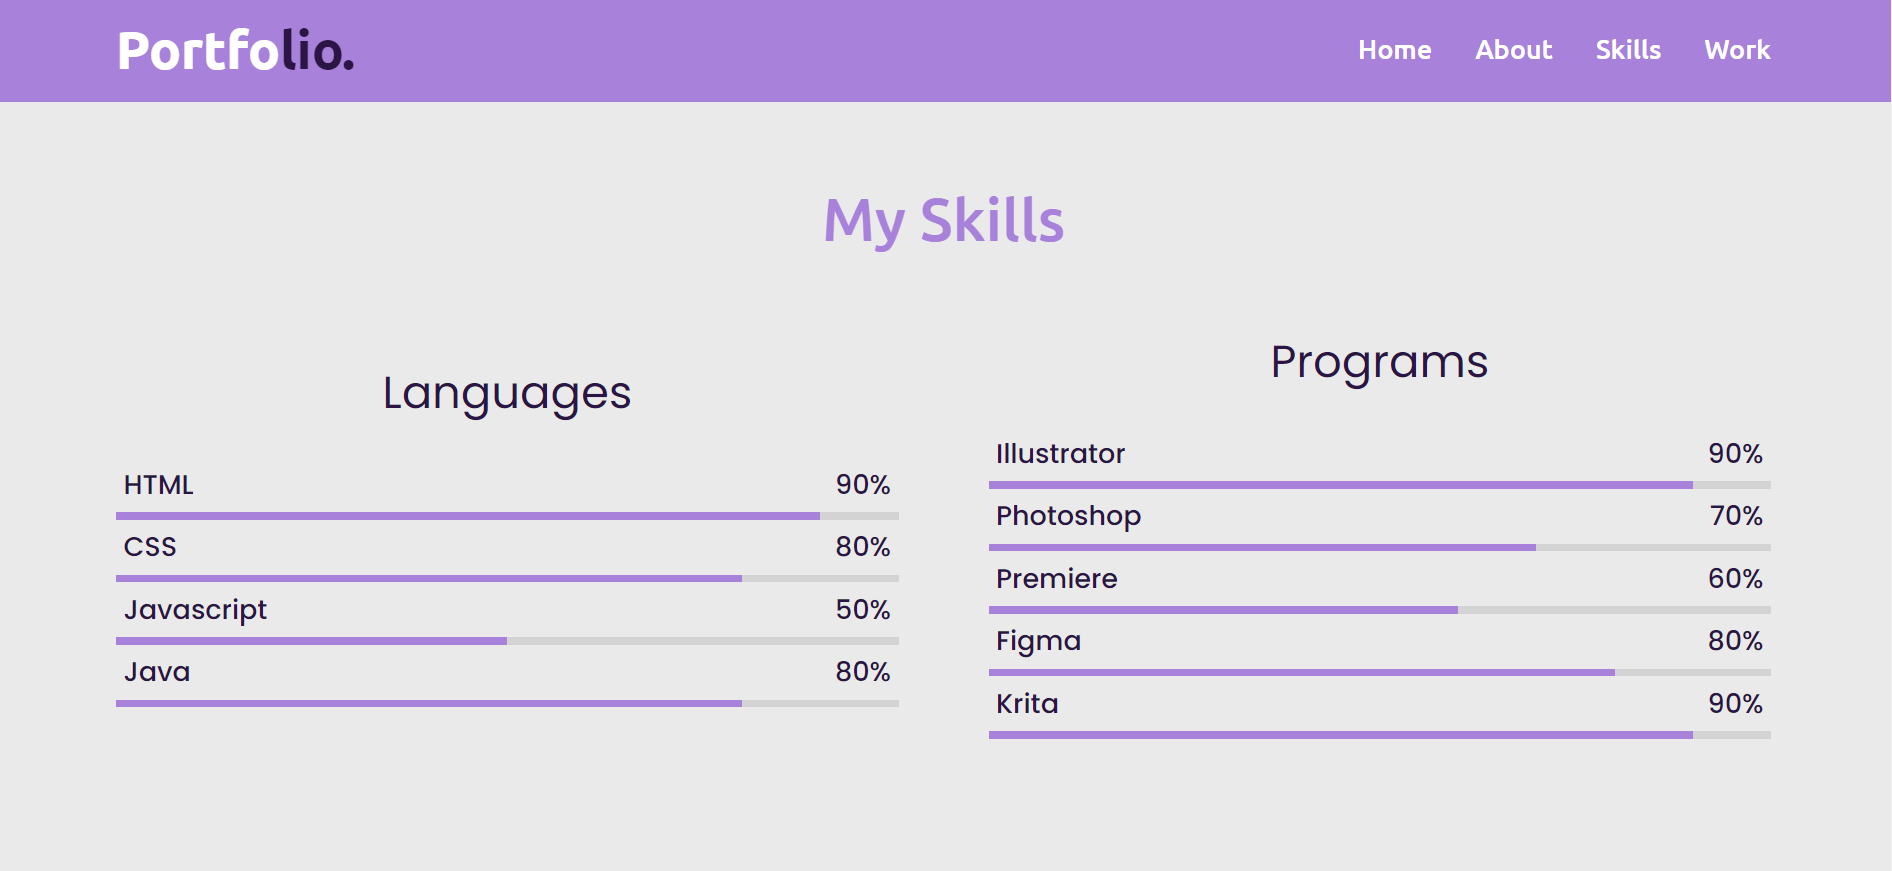 Portfolio.
Home About Skills Work
My Skills
Languages
HTML 90%
CSS 80%
Javascript 50%
Java 80%
Programs
Illustrator 90%
Photoshop 70%
Premiere 60%
Figma 80%
Krita 90%